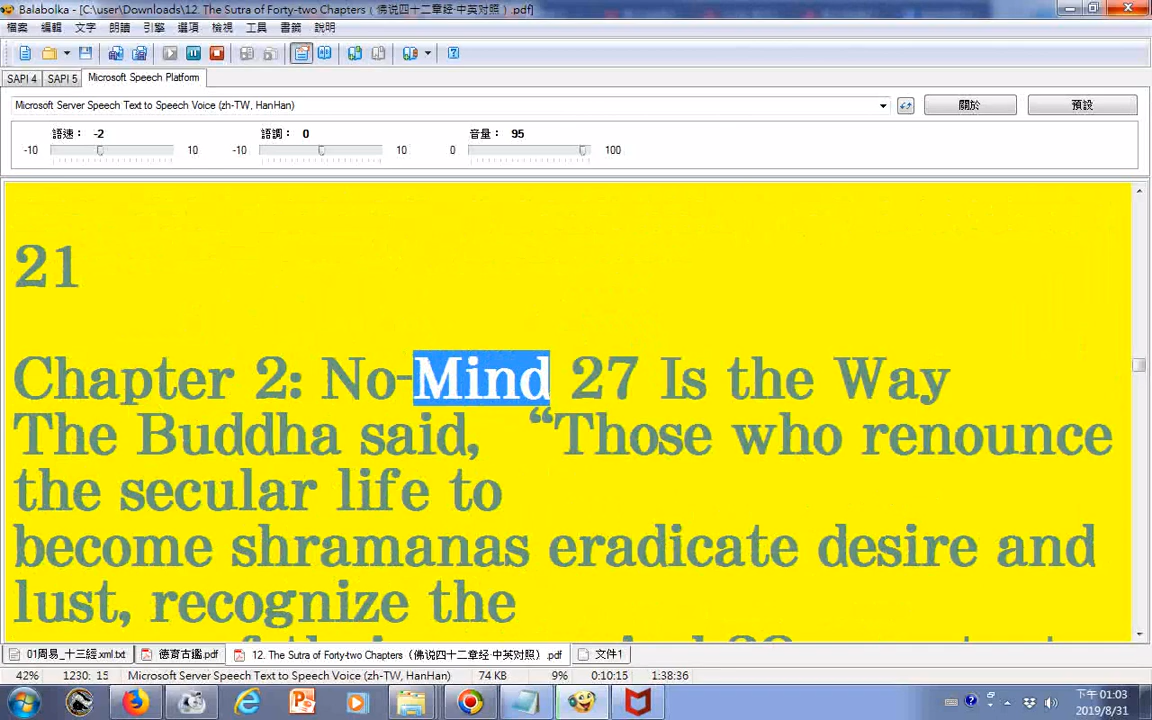 Balabolka - [C:\user\Downloads\12. The Sutra of Forty-two Chapters（佛说四十二章经·中英对照）.pdf]
檔案 編輯 文字 朗讀 引擎 選項 檢視 工具 書籤 說明
SAPI 4 SAPI 5 Microsoft Speech Platform
Microsoft Server Speech Text to Speech Voice (zh-TW, HanHan) 關於 預設
語速： -2 語調： 0 音量： 95
-10 10 -10 10 0 100
21
Chapter 2: No-Mind 27 Is the Way
The Buddha said, “Those who renounce
the secular life to
become shramanas eradicate desire and
lust, recognize the
01周易_十三經.xml.txt 德育古鑑.pdf 12. The Sutra of Forty-two Chapters（佛说四十二章经·中英对照）.pdf 文件1
42% 1230: 15 Microsoft Server Speech Text to Speech Voice (zh-TW, HanHan) 74 KB 9% 0:10:15 1:38:36
下午 01:03
2019/8/31